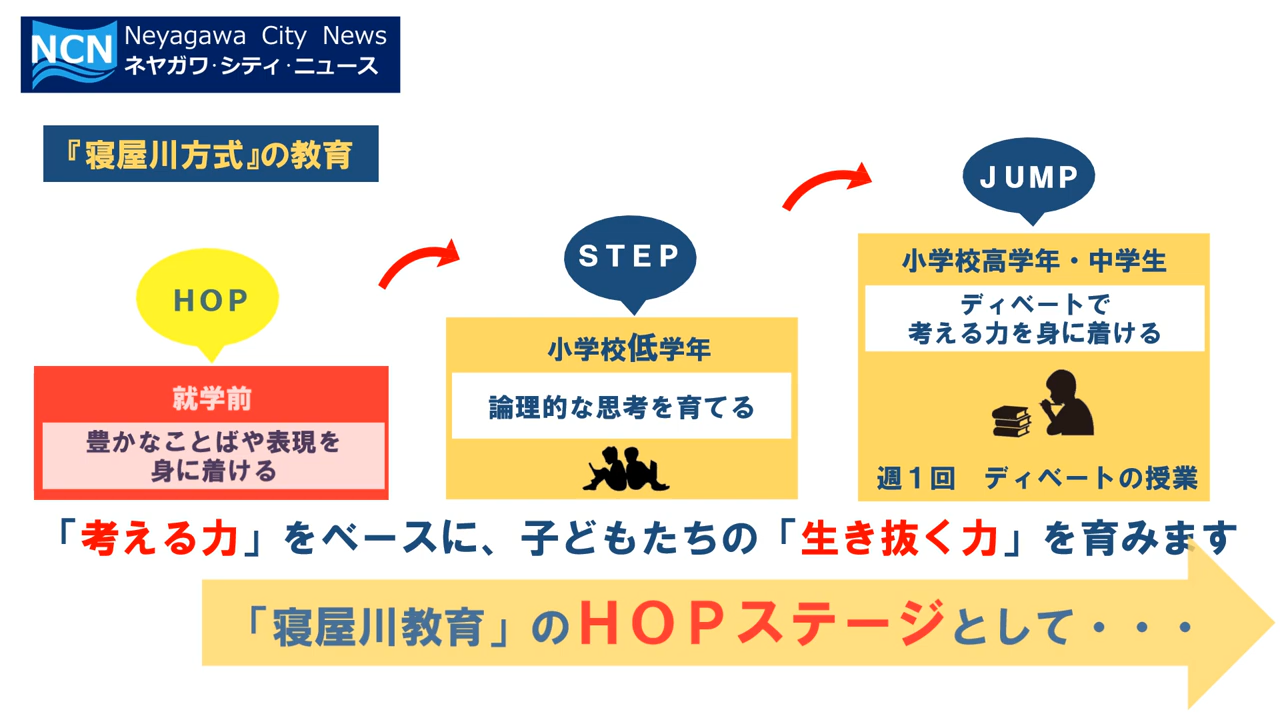 NCN
Neyagawa City News
ネヤガワ・シティ・ニュース
『寝屋川方式』の教育
HOP
就学前
豊かなことばや表現を
身に着ける
STEP
小学校低学年
論理的な思考を育てる
JUMP
小学校高学年・中学生
ディベートで
考える力を身に着ける
週1回　ディベートの授業
「考える力」をベースに、子どもたちの「生き抜く力」を育みます
「寝屋川教育」のHOPステージとして・・・